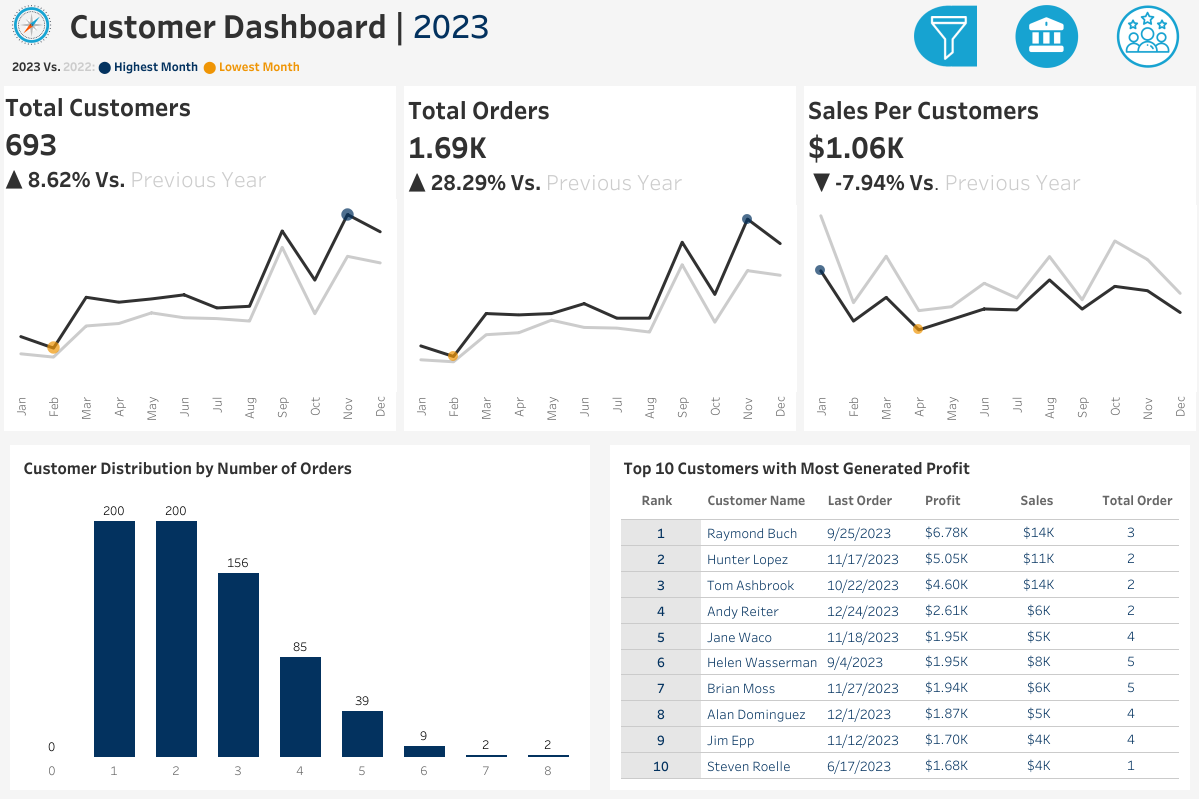 Customer Dashboard | 2023
2023 Vs. 2022: Highest Month Lowest Month
Total Customers
693
▲ 8.62% Vs. Previous Year
Jan Feb Mar Apr May Jun Jul Aug Sep Oct Nov Dec
Total Orders
1.69K
▲ 28.29% Vs. Previous Year
Jan Feb Mar Apr May Jun Jul Aug Sep Oct Nov Dec
Sales Per Customers
$1.06K
▼ -7.94% Vs. Previous Year
Jan Feb Mar Apr May Jun Jul Aug Sep Oct Nov Dec
Customer Distribution by Number of Orders
0 200 200 156 85 39 9 2 2
0 1 2 3 4 5 6 7 8
Top 10 Customers with Most Generated Profit
Rank Customer Name Last Order Profit Sales Total Order
1 Raymond Buch 9/25/2023 $6.78K $14K 3
2 Hunter Lopez 11/17/2023 $5.05K $11K 2
3 Tom Ashbrook 10/22/2023 $4.60K $14K 2
4 Andy Reiter 12/24/2023 $2.61K $6K 2
5 Jane Waco 11/18/2023 $1.95K $5K 4
6 Helen Wasserman 9/4/2023 $1.95K $8K 5
7 Brian Moss 11/27/2023 $1.94K $6K 5
8 Alan Dominguez 12/1/2023 $1.87K $5K 4
9 Jim Epp 11/12/2023 $1.70K $4K 4
10 Steven Roelle 6/17/2023 $1.68K $4K 1